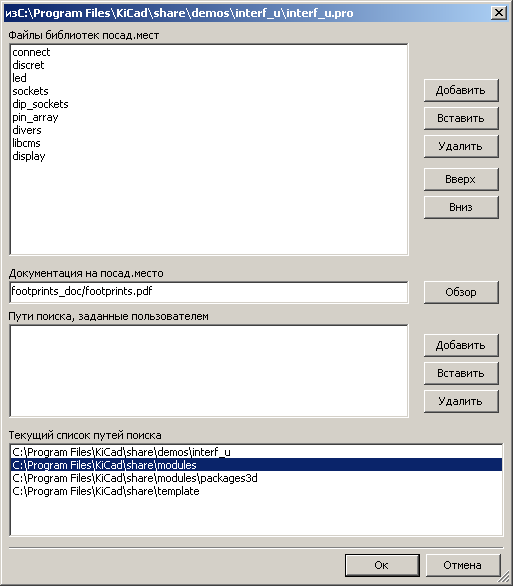 изC:\Program Files\KiCad\share\demos\interf_u\interf_u.pro
Файлы библиотек посад.мест
connect
discret
led
sockets
dip_sockets
pin_array
divers
libcms
display
Добавить
Вставить
Удалить
Вверх
Вниз
Документация на посад.место
footprints_doc/footprints.pdf
Обзор
Пути поиска, заданные пользователем
Добавить
Вставить
Удалить
Текущий список путей поиска
C:\Program Files\KiCad\share\demos\interf_u
C:\Program Files\KiCad\share\modules
C:\Program Files\KiCad\share\modules\packages3d
C:\Program Files\KiCad\share\template
Ок
Отмена